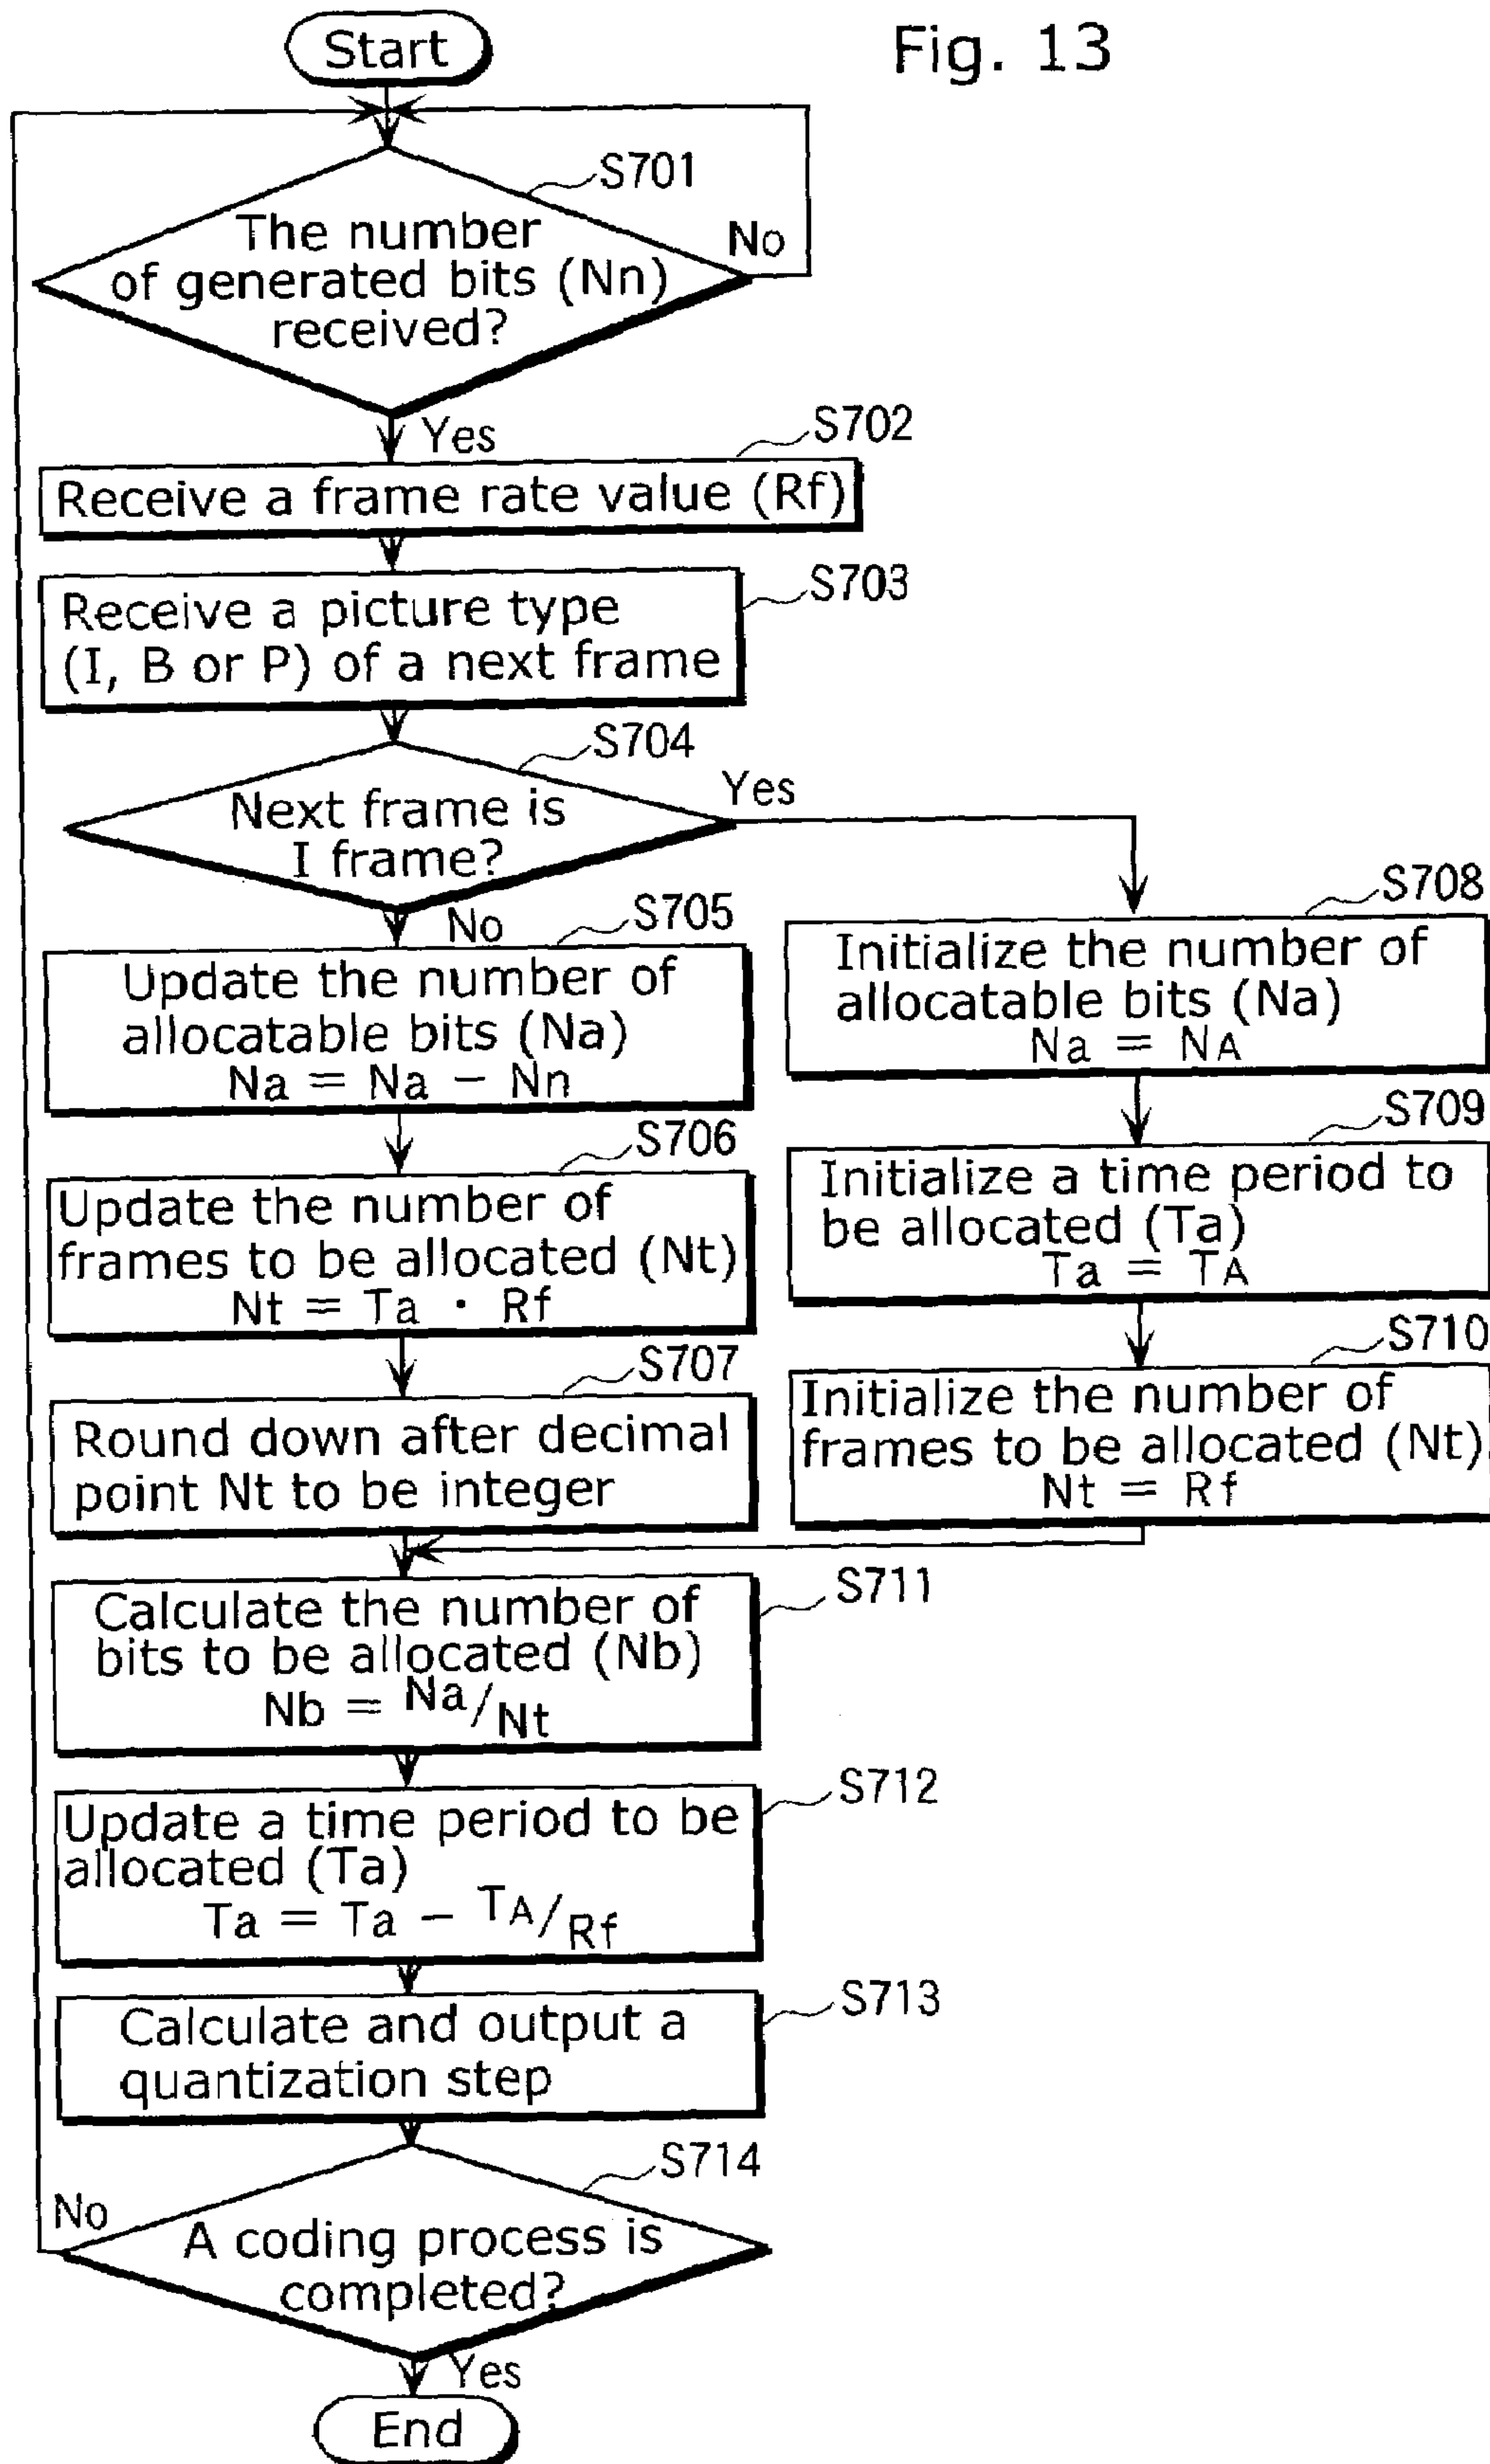 Fig. 13
Start
S701
The number
of generated bits (Nn)
received?
No
Yes
S702
Receive a frame rate value (Rf)
S703
Receive a picture type
(I, B or P) of a next frame
S704
Next frame is
I frame?
Yes
No
S705
Update the number of
allocatable bits (Na)
Na = Na − Nn
S706
Update the number of
frames to be allocated (Nt)
Nt = Ta · Rf
S707
Round down after decimal
point Nt to be integer
S708
Initialize the number of
allocatable bits (Na)
Na = NA
S709
Initialize a time period to
be allocated (Ta)
Ta = TA
S710
Initialize the number of
frames to be allocated (Nt)
Nt = Rf
S711
Calculate the number of
bits to be allocated (Nb)
Nb = Na/Nt
S712
Update a time period to be
allocated (Ta)
Ta = Ta − TA/Rf
S713
Calculate and output a
quantization step
S714
No
A coding process is
completed?
Yes
End